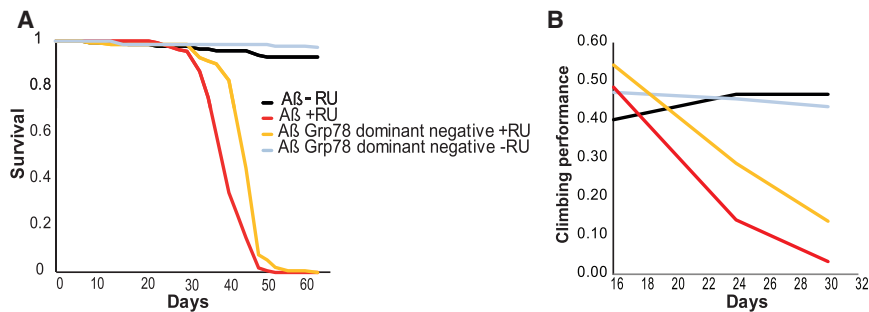 A
Survival
1
0.8
0.6
0.4
0.2
0
0 10 20 30 40 50 60
Days
Aß - RU
Aß +RU
Aß Grp78 dominant negative +RU
Aß Grp78 dominant negative -RU
B
Climbing performance
0.60
0.50
0.40
0.30
0.20
0.10
0.00
16 18 20 22 24 26 28 30 32
Days